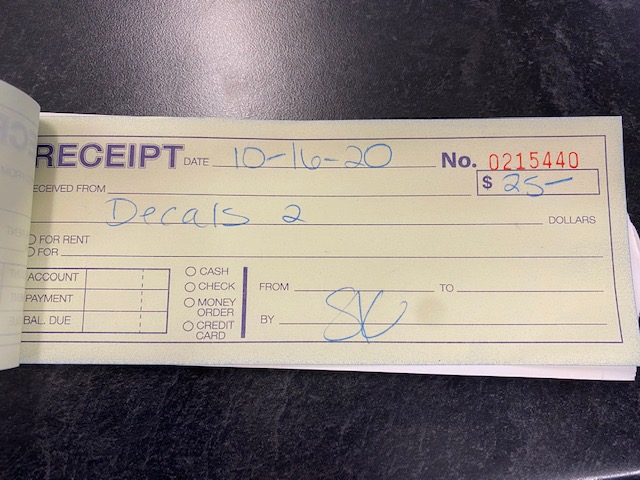 RECEIPT DATE 10-16-20 No. 0215440
RECEIVED FROM $ 25-
Decals 2 DOLLARS
FOR RENT
FOR
ACCOUNT
PAYMENT
BAL. DUE
CASH
CHECK
MONEY ORDER
CREDIT CARD
FROM TO
BY SK